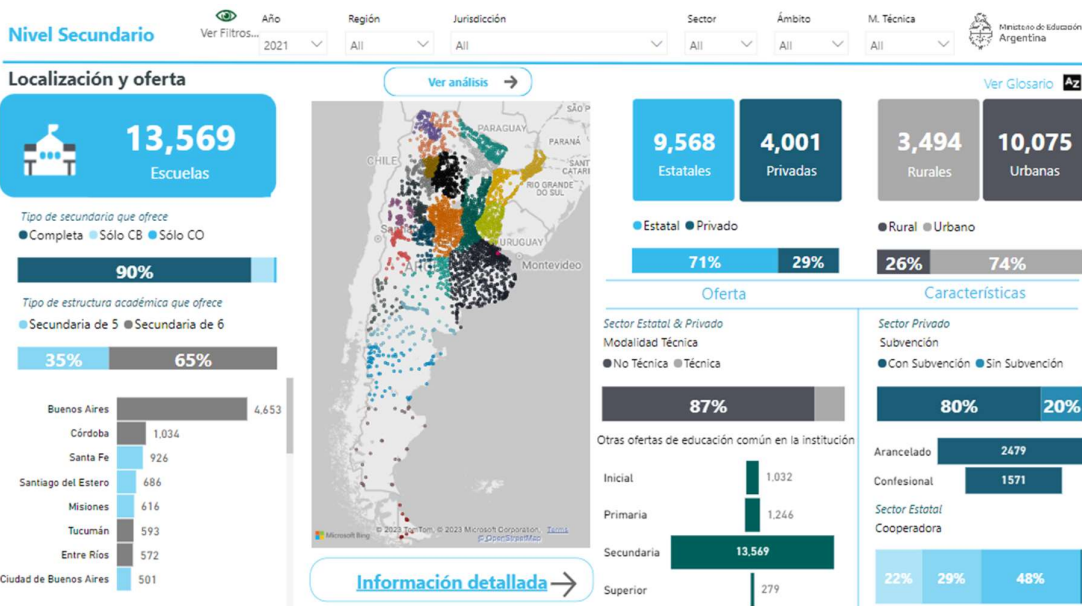 Nivel Secundario
Ver Filtros...
Año
2021
Región
All
Jurisdicción
All
Sector
All
Ámbito
All
M. Técnica
All
Ministerio de Educación
Argentina
Localización y oferta
Ver análisis
Ver Glosario
AZ
13,569
Escuelas
9,568
Estatales
4,001
Privadas
3,494
Rurales
10,075
Urbanas
Tipo de secundaria que ofrece
Completa Sólo CB Sólo CO
90%
Tipo de estructura académica que ofrece
Secundaria de 5 Secundaria de 6
35% 65%
Buenos Aires 4,653
Córdoba 1,034
Santa Fe 926
Santiago del Estero 686
Misiones 616
Tucumán 593
Entre Ríos 572
Ciudad de Buenos Aires 501
SÃO P
PARAGUAY
PARANÁ
CHILE
SANT
CATARI
RIO GRANDE
DO SUL
URUGUAY
Montevideo
Microsoft Bing
© 2023 TomTom, © 2023 Microsoft Corporation, Terms
© OpenStreetMap
Información detallada
Estatal Privado
71% 29%
Rural Urbano
26% 74%
Oferta
Sector Estatal & Privado
Modalidad Técnica
No Técnica Técnica
87%
Otras ofertas de educación común en la institución
Inicial 1,032
Primaria 1,246
Secundaria 13,569
Superior 279
Características
Sector Privado
Subvención
Con Subvención Sin Subvención
80% 20%
Arancelado 2479
Confesional 1571
Sector Estatal
Cooperadora
22% 29% 48%